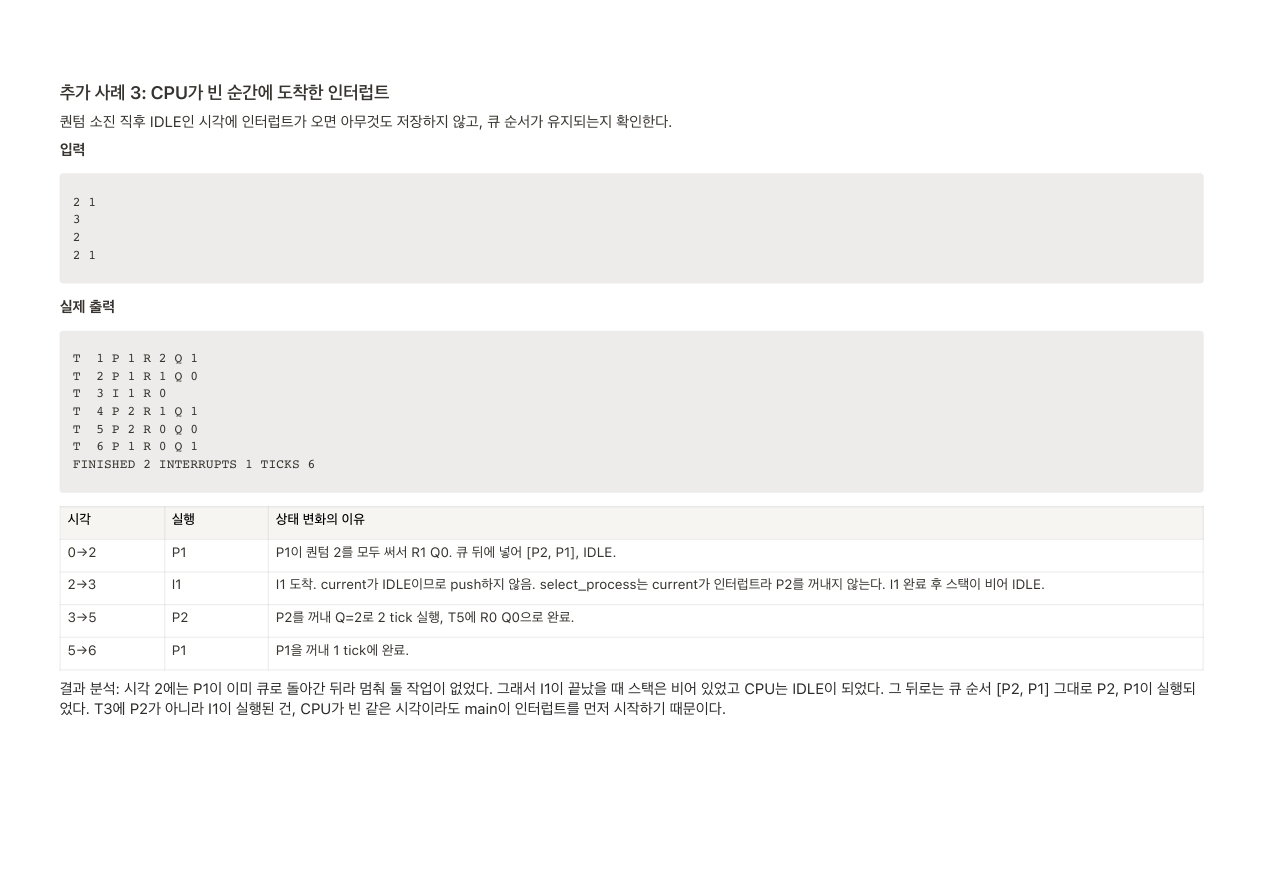 추가 사례 3: CPU가 빈 순간에 도착한 인터럽트
퀀텀 소진 직후 IDLE인 시각에 인터럽트가 오면 아무것도 저장하지 않고, 큐 순서가 유지되는지 확인한다.
입력
2 1
3
2
2 1
실제 출력
T  1 P 1 R 2 Q 1
T  2 P 1 R 1 Q 0
T  3 I 1 R 0
T  4 P 2 R 1 Q 1
T  5 P 2 R 0 Q 0
T  6 P 1 R 0 Q 1
FINISHED 2 INTERRUPTS 1 TICKS 6
시각 실행 상태 변화의 이유
0→2 P1 P1이 퀀텀 2를 모두 써서 R1 Q0. 큐 뒤에 넣어 [P2, P1], IDLE.
2→3 I1 I1 도착. current가 IDLE이므로 push하지 않음. select_process는 current가 인터럽트라 P2를 꺼내지 않는다. I1 완료 후 스택이 비어 IDLE.
3→5 P2 P2를 꺼내 Q=2로 2 tick 실행, T5에 R0 Q0으로 완료.
5→6 P1 P1을 꺼내 1 tick에 완료.
결과 분석: 시각 2에는 P1이 이미 큐로 돌아간 뒤라 멈춰 둘 작업이 없었다. 그래서 I1이 끝났을 때 스택은 비어 있었고 CPU는 IDLE이 되었다. 그 뒤로는 큐 순서 [P2, P1] 그대로 P2, P1이 실행되
었다. T3에 P2가 아니라 I1이 실행된 건, CPU가 빈 같은 시각이라도 main이 인터럽트를 먼저 시작하기 때문이다.